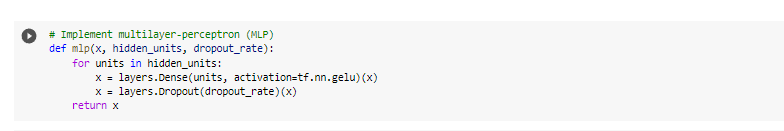 # Implement multilayer-perceptron (MLP)
def mlp(x, hidden_units, dropout_rate):
    for units in hidden_units:
        x = layers.Dense(units, activation=tf.nn.gelu)(x)
        x = layers.Dropout(dropout_rate)(x)
    return x